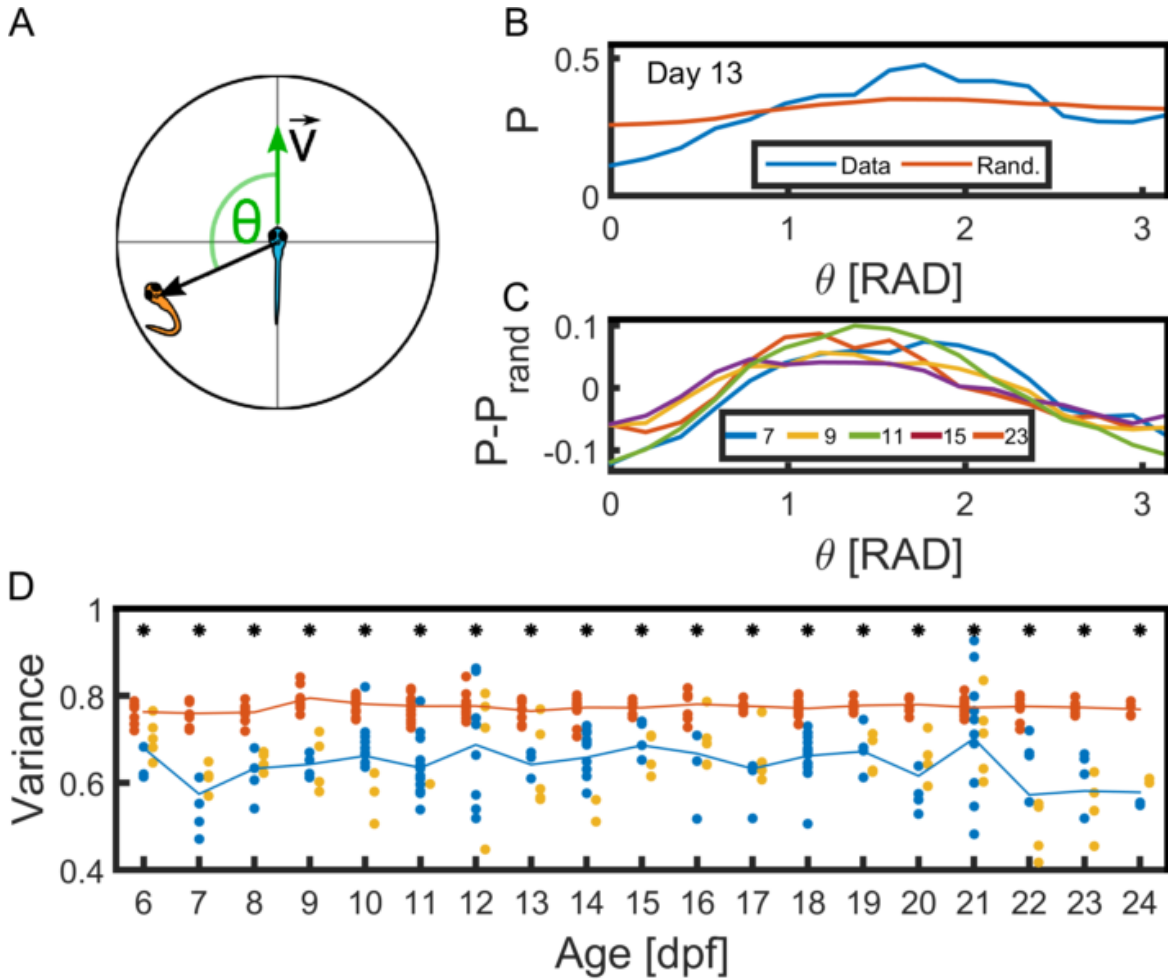 A
V
θ
B
Day 13
P
0.5
0
Data
Rand.
0 1 2 3
θ [RAD]
C
P-P rand
0.1
0
-0.1
7 9 11 15 23
0 1 2 3
θ [RAD]
D
Variance
1
0.8
0.6
0.4
6 7 8 9 10 11 12 13 14 15 16 17 18 19 20 21 22 23 24
Age [dpf]